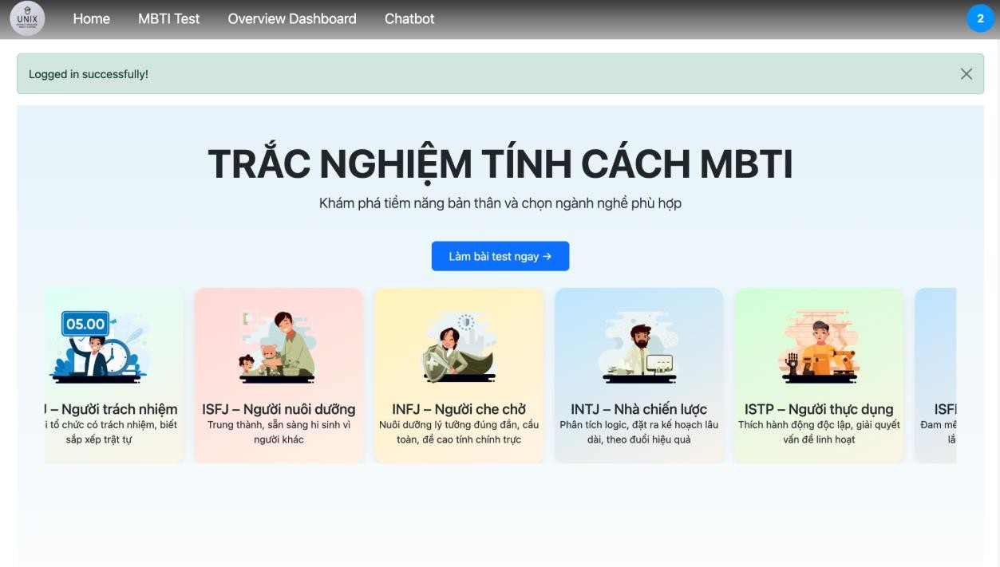 UNIX
Home
MBTI Test
Overview Dashboard
Chatbot
2
Logged in successfully!
TRẮC NGHIỆM TÍNH CÁCH MBTI
Khám phá tiềm năng bản thân và chọn ngành nghề phù hợp
Làm bài test ngay →
05.00
J – Người trách nhiệm
i tổ chức có trách nhiệm, biết
sắp xếp trật tự
ISFJ – Người nuôi dưỡng
Trung thành, sẵn sàng hi sinh vì
người khác
INFJ – Người che chở
Nuôi dưỡng lý tưởng đúng đắn, cầu
toàn, đề cao tính chính trực
INTJ – Nhà chiến lược
Phân tích logic, đặt ra kế hoạch lâu
dài, theo đuổi hiệu quả
ISTP – Người thực dụng
Thích hành động độc lập, giải quyết
vấn đề linh hoạt
ISF
Đam mê
lắ